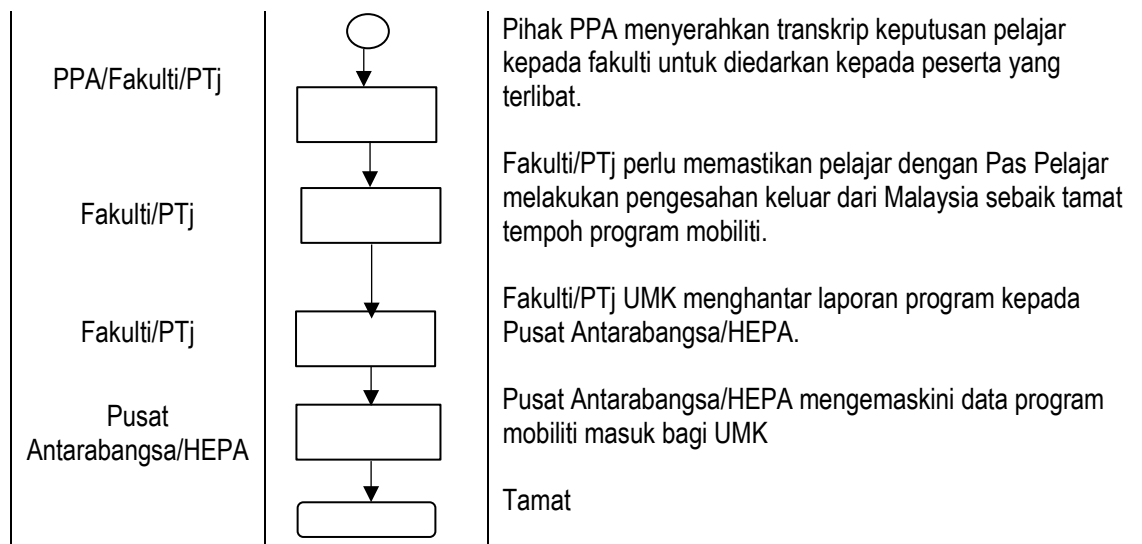 PPA/Fakulti/PTj
Pihak PPA menyerahkan transkrip keputusan pelajar
kepada fakulti untuk diedarkan kepada peserta yang
terlibat.
Fakulti/PTj
Fakulti/PTj perlu memastikan pelajar dengan Pas Pelajar
melakukan pengesahan keluar dari Malaysia sebaik tamat
tempoh program mobiliti.
Fakulti/PTj
Fakulti/PTj UMK menghantar laporan program kepada
Pusat Antarabangsa/HEPA.
Pusat
Antarabangsa/HEPA
Pusat Antarabangsa/HEPA mengemaskini data program
mobiliti masuk bagi UMK
Tamat